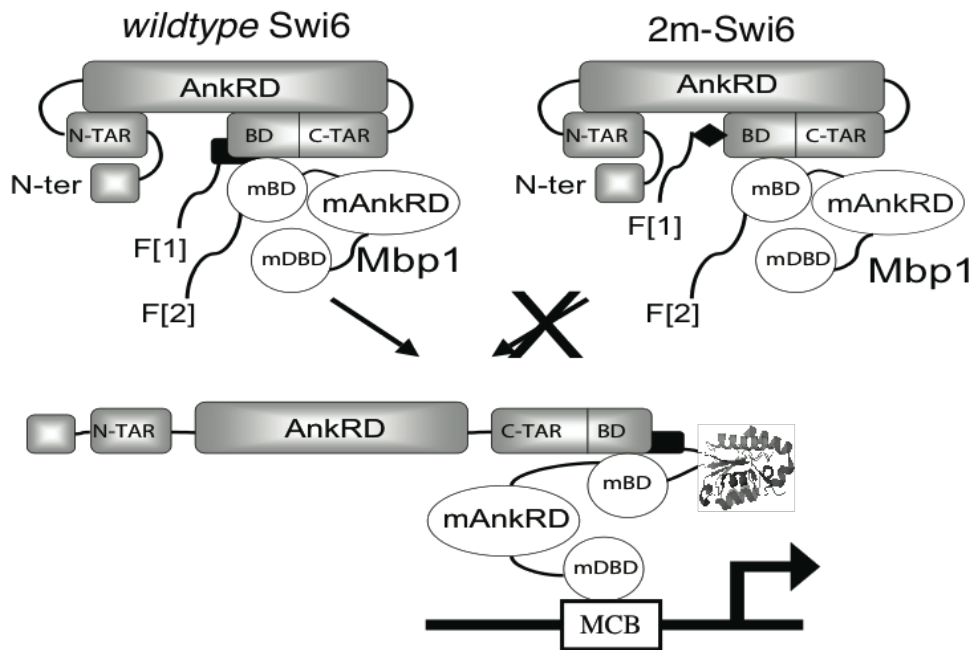 wildtype Swi6
2m-Swi6
AnkRD
AnkRD
N-TAR
BD
C-TAR
N-TAR
BD
C-TAR
N-ter
mBD
mAnkRD
N-ter
mBD
mAnkRD
F[1]
mDBD
Mbp1
F[1]
mDBD
Mbp1
F[2]
F[2]
N-TAR
AnkRD
C-TAR
BD
mBD
mAnkRD
mDBD
MCB